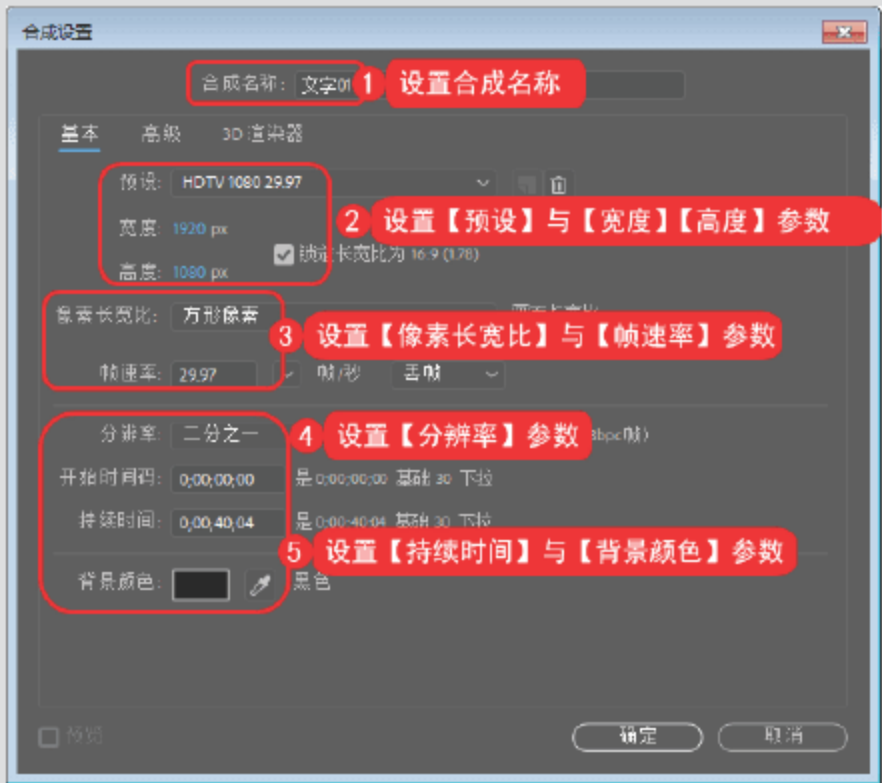 合成设置
合成名称: 文字01 1 设置合成名称
基本 高级 3D 渲染器
预设: HDTV 1080 29.97
宽度: 1920 px
2 设置【预设】与【宽度】【高度】参数
锁定长宽比为 16:9 (1.78)
高度: 1080 px
像素长宽比: 方形像素
3 设置【像素长宽比】与【帧速率】参数
帧速率: 29.97 帧/秒 丢帧
分辨率: 二分之一 4 设置【分辨率】参数 8bpc帧)
开始时间码: 0;00;00;00 是 0;00;00;00 基础 30 下拉
持续时间: 0;00;40;04 是 0;00;40;04 基础 30 下拉
5 设置【持续时间】与【背景颜色】参数
背景颜色: 黑色
预览 确定 取消